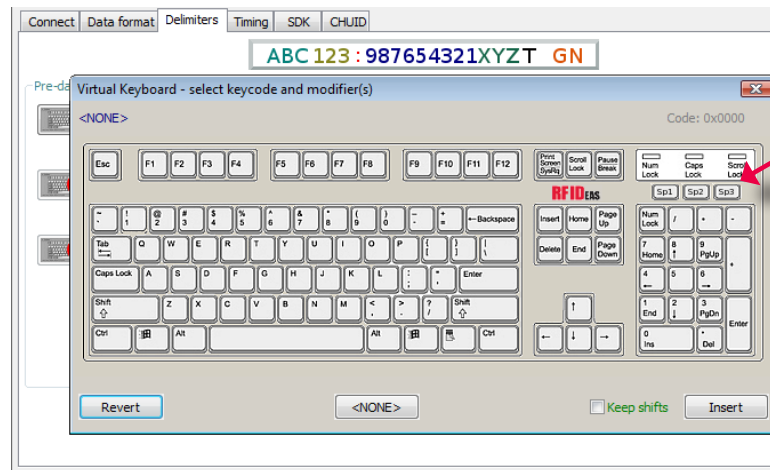 Connect Data format Delimiters Timing SDK CHUID
ABC 123 : 987654321XYZT GN
Pre-da
Virtual Keyboard - select keycode and modifier(s)
<NONE> Code: 0x0000
Esc F1 F2 F3 F4 F5 F6 F7 F8 F9 F10 F11 F12 Print Screen SysRq Scroll Lock Pause Break Num Lock Caps Lock Scro Lock
RFIDEAS Sp1 Sp2 Sp3
~ ! 1 @ 2 # 3 $ 4 % 5 ^ 6 & 7 * 8 ( 9 ) 0 - + = ←Backspace Insert Home Page Up Num Lock / -
Tab Q W E R T Y U I O P { [ } ] | \ Delete End Page Down 7 Home 8 ↑ 9 PgUp
Caps Lock A S D F G H J K L : ; Enter 4 ← 5 6 →
Shift ⇧ Z X C V B N M < , > . ? / Shift ⇧ ↑ 1 End 2 ↓ 3 PgDn Enter
Ctrl Alt Alt Ctrl ← ↓ → 0 Ins . Del
Revert <NONE> Keep shifts Insert